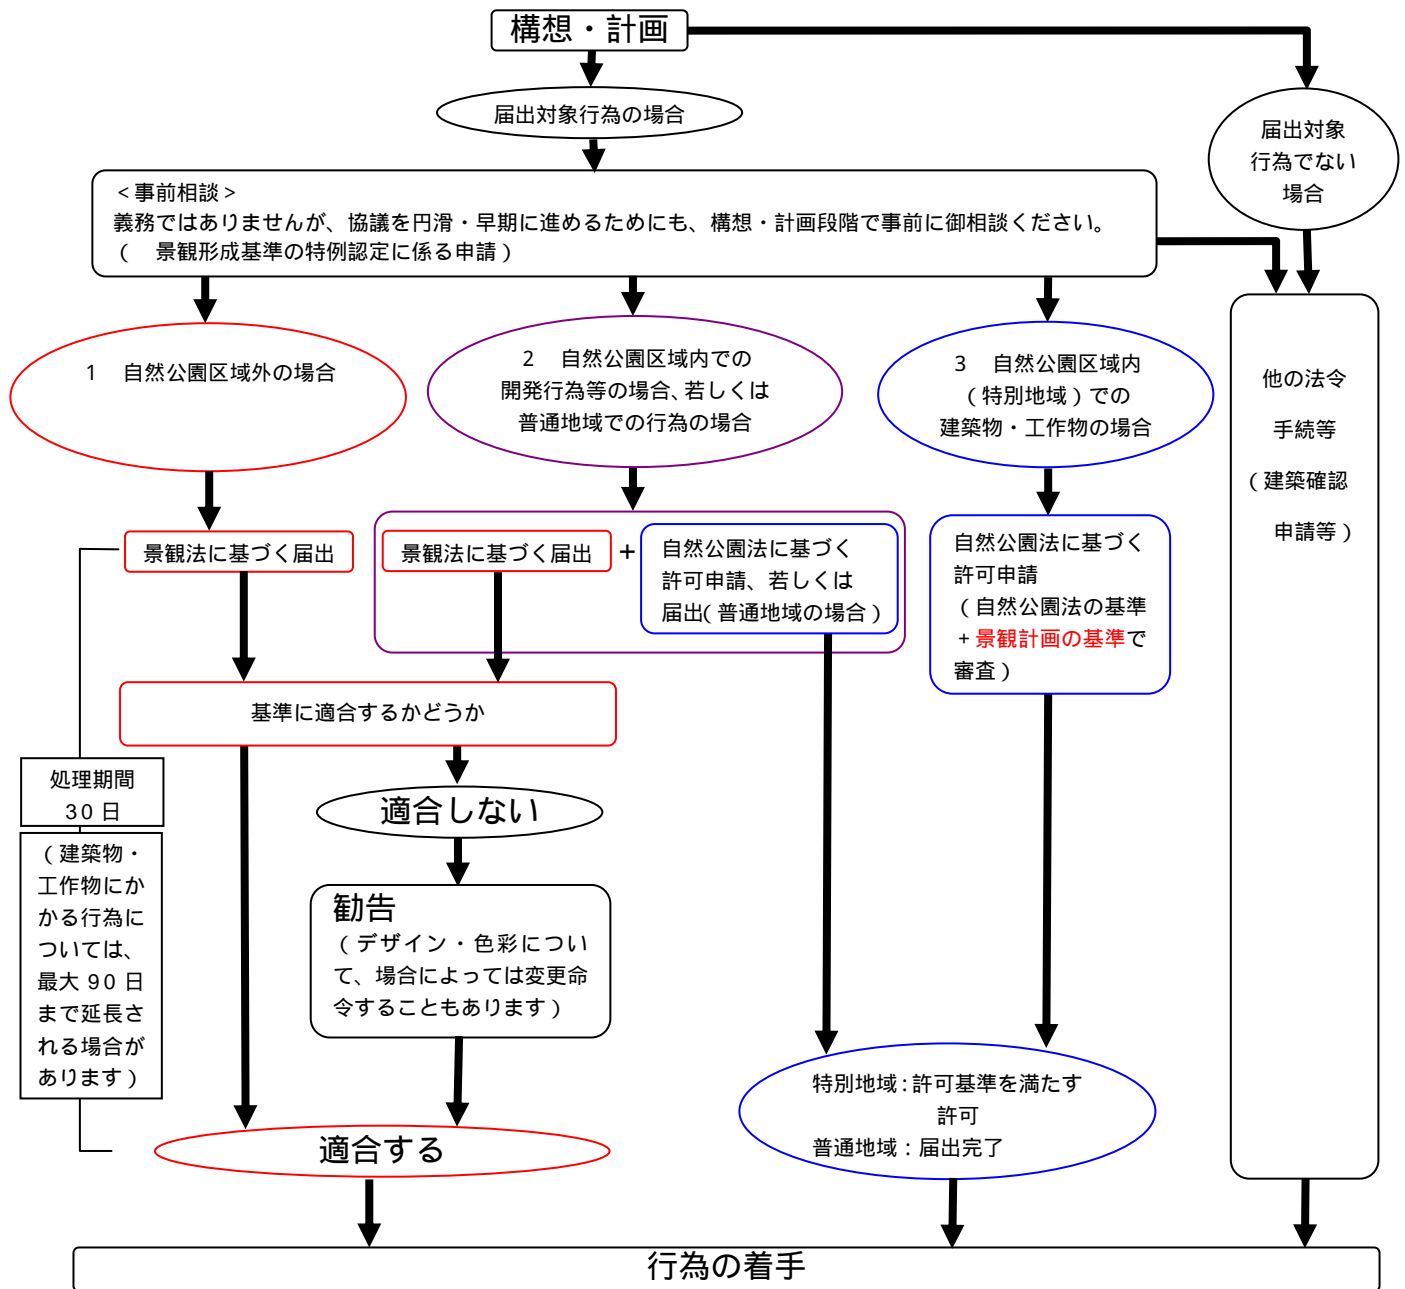 構想・計画
届出対象行為の場合
届出対象
行為でない
場合
＜事前相談＞
義務ではありませんが、協議を円滑・早期に進めるためにも、構想・計画段階で事前に御相談ください。
（　景観形成基準の特例認定に係る申請）
1　自然公園区域外の場合
2　自然公園区域内での
開発行為等の場合、若しくは
普通地域での行為の場合
3　自然公園区域内
（特別地域）での
建築物・工作物の場合
他の法令
手続等
（建築確認
申請等）
景観法に基づく届出
景観法に基づく届出
+
自然公園法に基づく
許可申請、若しくは
届出（普通地域の場合）
自然公園法に基づく
許可申請
（自然公園法の基準
+景観計画の基準で
審査）
基準に適合するかどうか
処理期間
30日
適合しない
（建築物・
工作物にか
かる行為に
ついては、
最大 90 日
まで延長さ
れる場合が
あります）
勧告
（デザイン・色彩につい
て、場合によっては変更命
令することもあります）
特別地域：許可基準を満たす
許可
普通地域：届出完了
適合する
行為の着手